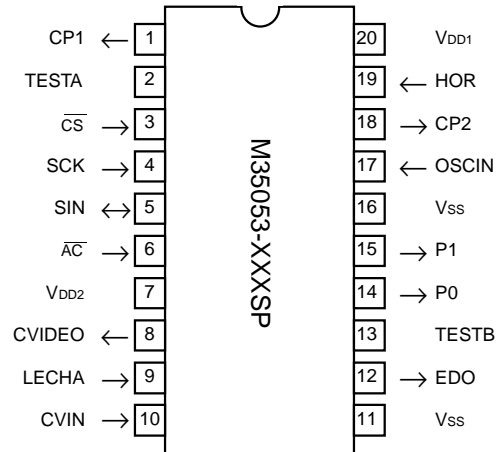 CP1 ← 1 20 VDD1
TESTA 2 19 ← HOR
CS → 3 18 → CP2
SCK → 4 17 ← OSCIN
SIN ↔ 5 16 VSS
AC → 6 15 → P1
VDD2 7 14 → P0
CVIDEO ← 8 13 TESTB
LECHA → 9 12 → EDO
CVIN → 10 11 VSS
M35053-XXXSP